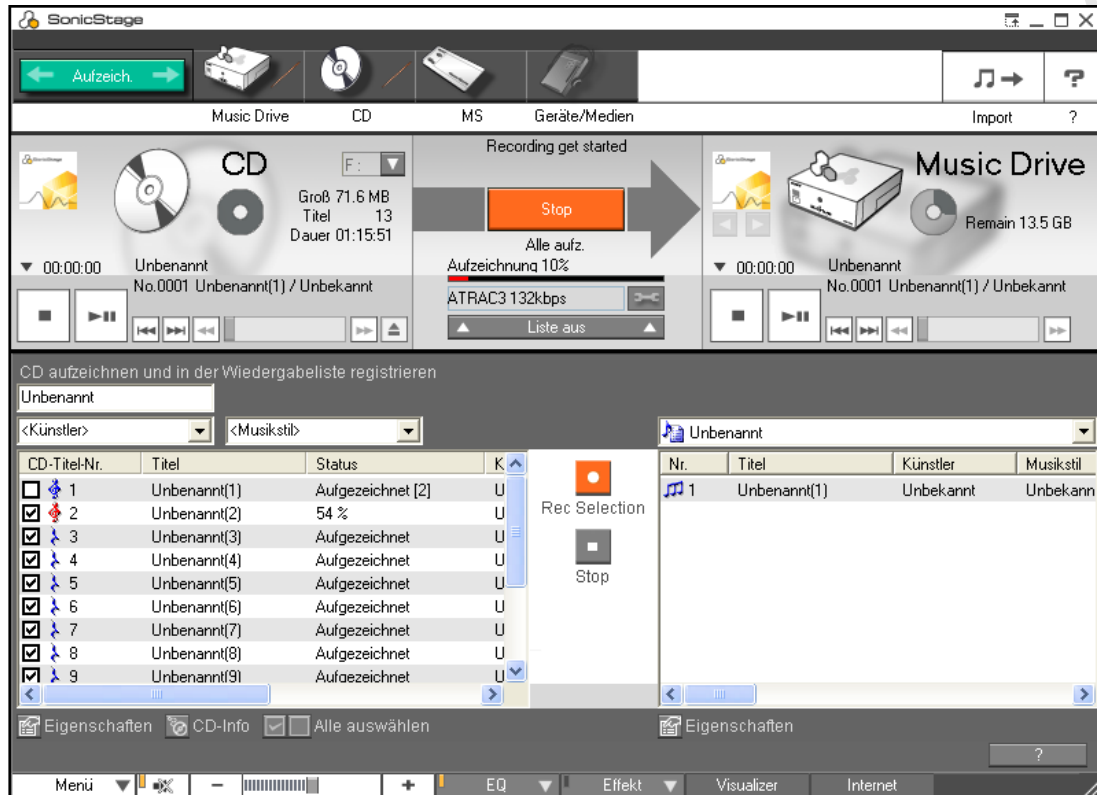 SonicStage
Aufzeich.
Music Drive
CD
MS
Geräte/Medien
Import
?
CD
F:
Groß 71.6 MB
Titel 13
Dauer 01:15:51
00:00:00
Unbenannt
No.0001 Unbenannt(1) / Unbekannt
Recording get started
Stop
Alle aufz.
Aufzeichnung 10%
ATRAC3 132kbps
Liste aus
Music Drive
Remain 13.5 GB
00:00:00
Unbenannt
No.0001 Unbenannt(1) / Unbekannt
CD aufzeichnen und in der Wiedergabeliste registrieren
Unbenannt
<Künstler> <Musikstil>
CD-Titel-Nr. Titel Status K
1 Unbenannt(1) Aufgezeichnet [2] U
2 Unbenannt(2) 54 % U
3 Unbenannt(3) Aufgezeichnet U
4 Unbenannt(4) Aufgezeichnet U
5 Unbenannt(5) Aufgezeichnet U
6 Unbenannt(6) Aufgezeichnet U
7 Unbenannt(7) Aufgezeichnet U
8 Unbenannt(8) Aufgezeichnet U
9 Unbenannt(9) Aufgezeichnet U
Rec Selection
Stop
Unbenannt
Nr. Titel Künstler Musikstil
1 Unbenannt(1) Unbekannt Unbekann
Eigenschaften CD-Info Alle auswählen
Eigenschaften
?
Menü EQ Effekt Visualizer Internet